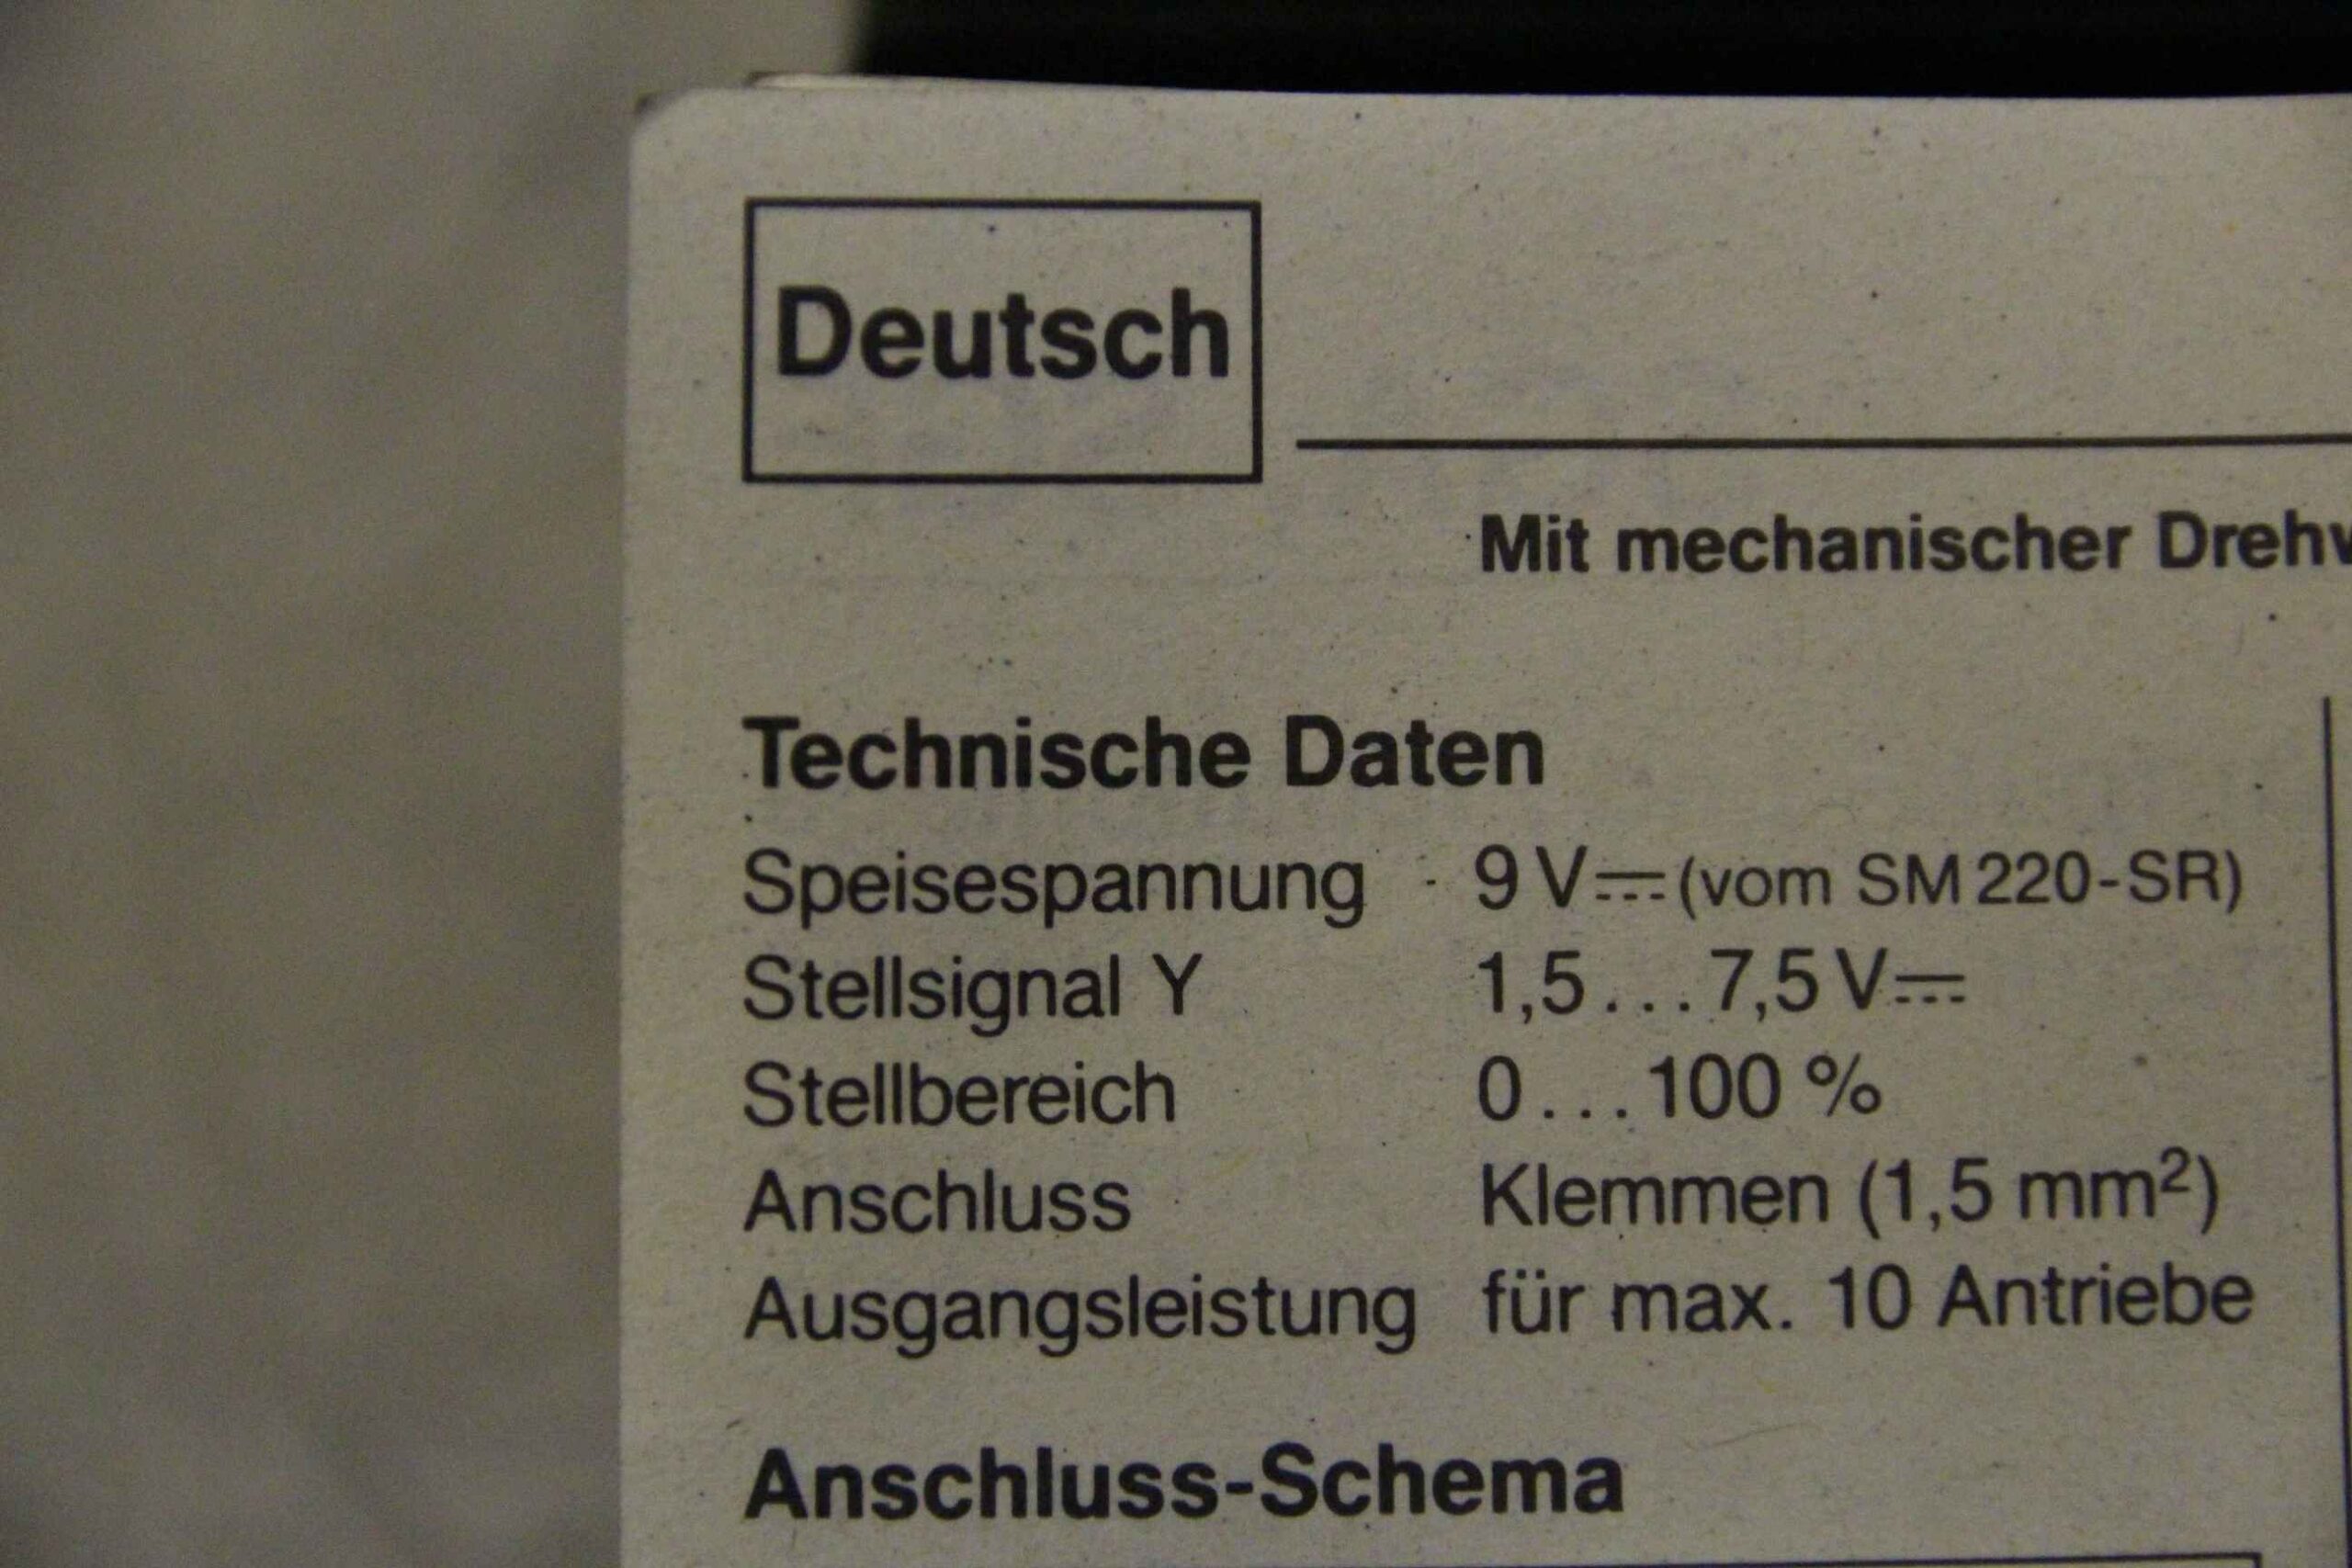 Deutsch
Mit mechanischer
Technische Daten
Speisespannung 9 V⎓ (vom SM 220-SR)
Stellsignal Y 1,5...7,5 V⎓
Stellbereich 0...100 %
Anschluss Klemmen (1,5 mm²)
Ausgangsleistung für max. 10 Antriebe
Anschluss-Schema